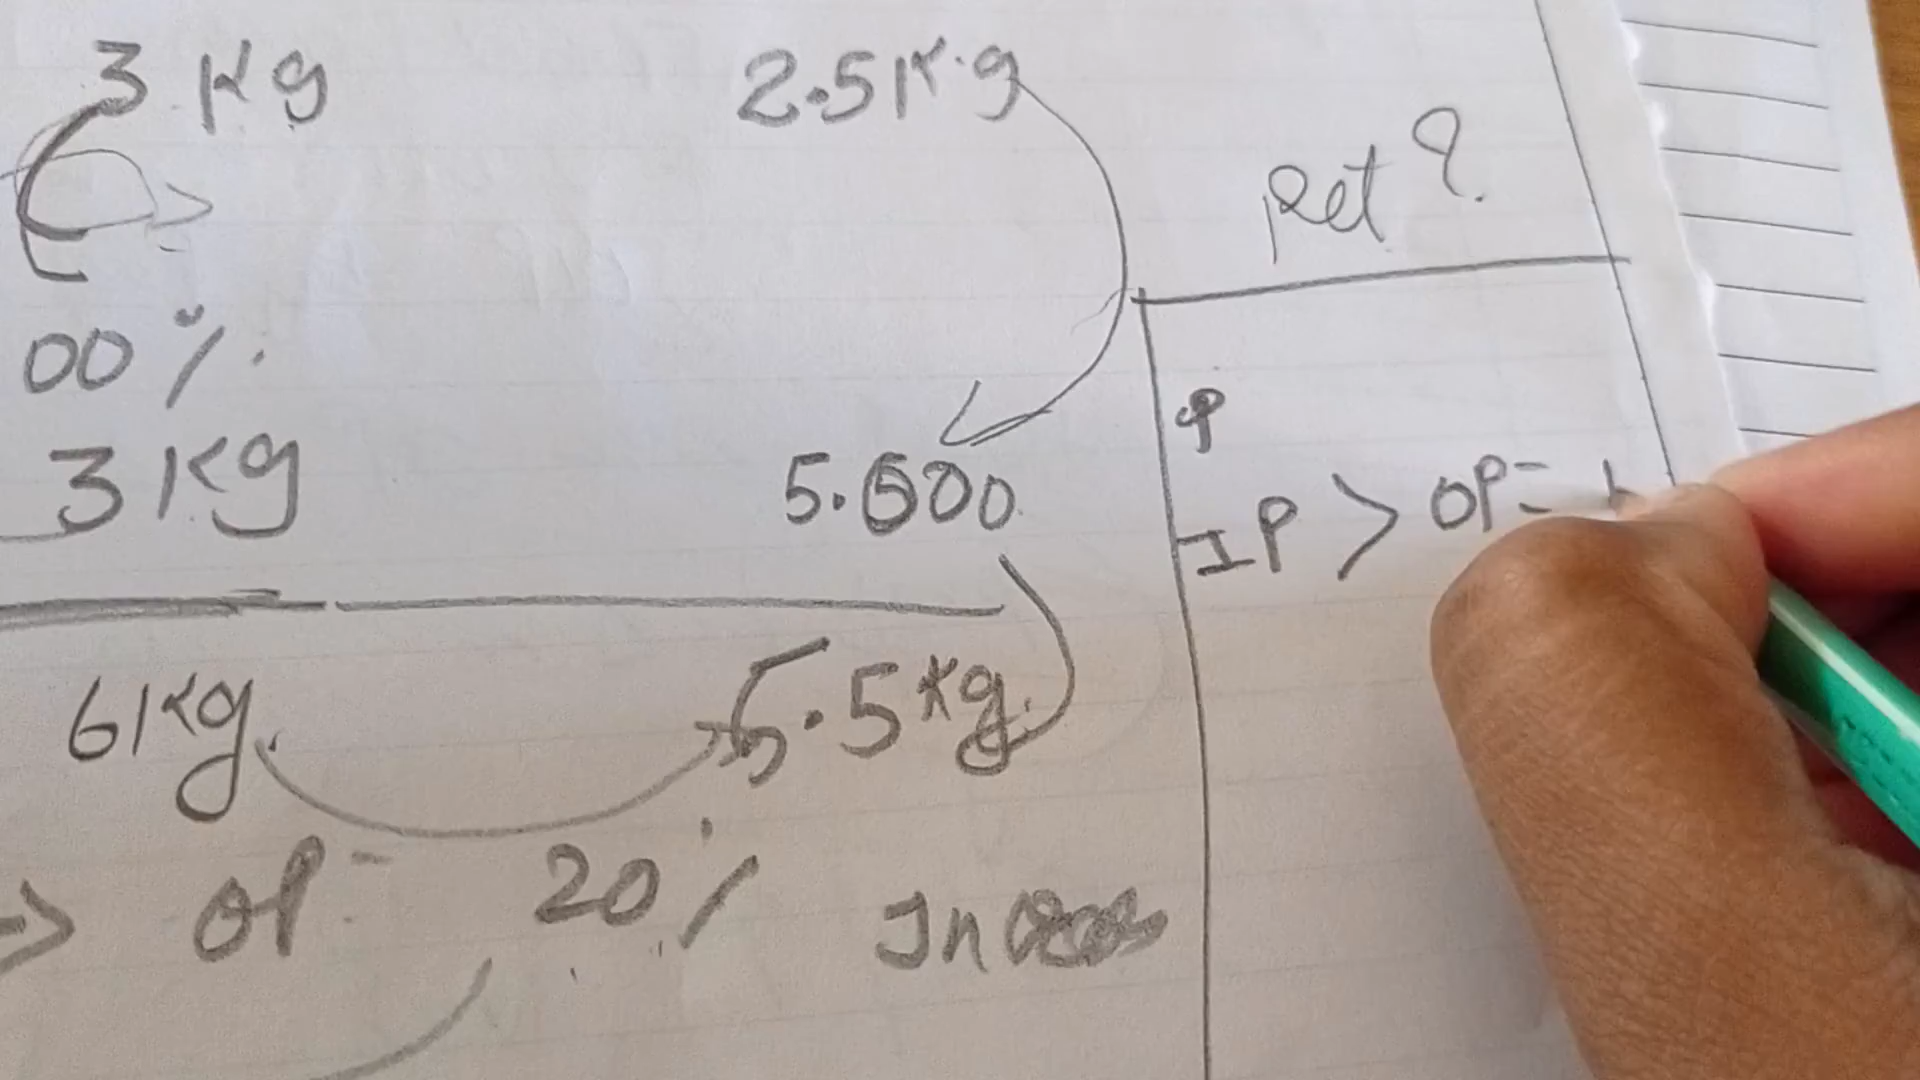 3 Kg 2.5 Kg
Ret ?
00%
3 Kg 5.500
P
IP > OP =
6 Kg. 5.5 Kg.
OP = 20%